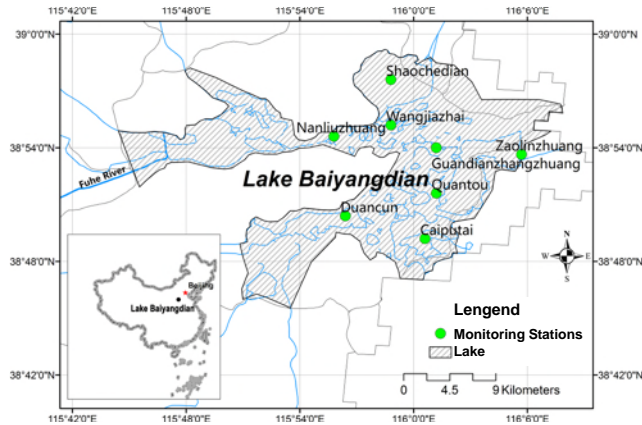 115°42'0"E 115°48'0"E 115°54'0"E 116°0'0"E 116°6'0"E
39°0'0"N 39°0'0"N
Shaochedian
Wangjiazhai
Nanliuzhuang
38°54'0"N Zaolinzhuang 38°54'0"N
Guandianzhangzhuang
Fuhe River
Lake Baiyangdian
Quantou
Duancun
Caiputai
38°48'0"N 38°48'0"N
N
W E
S
Beijing
Lake Baiyangdian
Lengend
Monitoring Stations
Lake
38°42'0"N 38°42'0"N
0 4.5 9 Kilometers
115°42'0"E 115°48'0"E 115°54'0"E 116°0'0"E 116°6'0"E